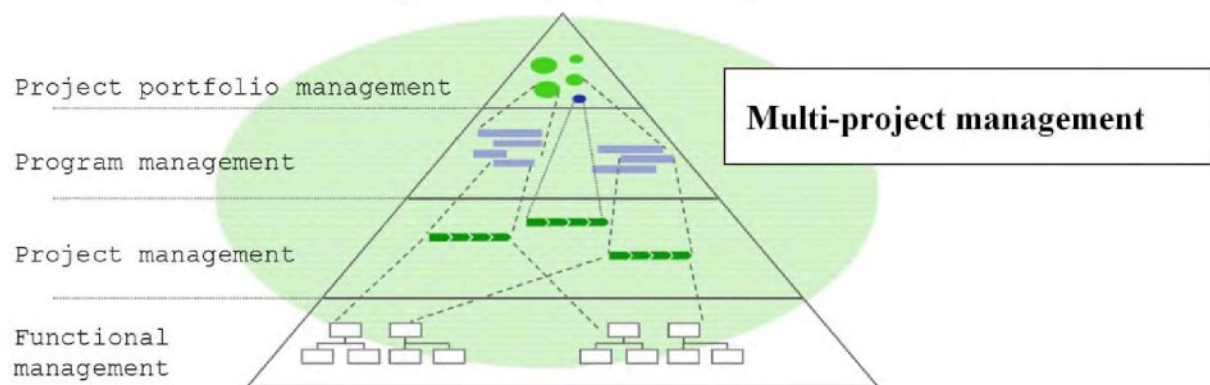 Project portfolio management
Multi-project management
Program management
Project management
Functional
management